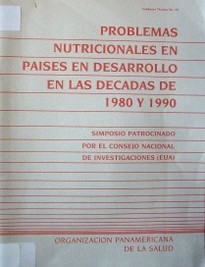 PROBLEMAS
NUTRICIONALES EN
PAISES EN DESARROLLO
EN LAS DECADAS DE
1980 Y 1990
SIMPOSIO PATROCINADO
POR EL CONSEJO NACIONAL
DE INVESTIGACIONES (EUA)
ORGANIZACION PANAMERICANA
DE LA SALUD